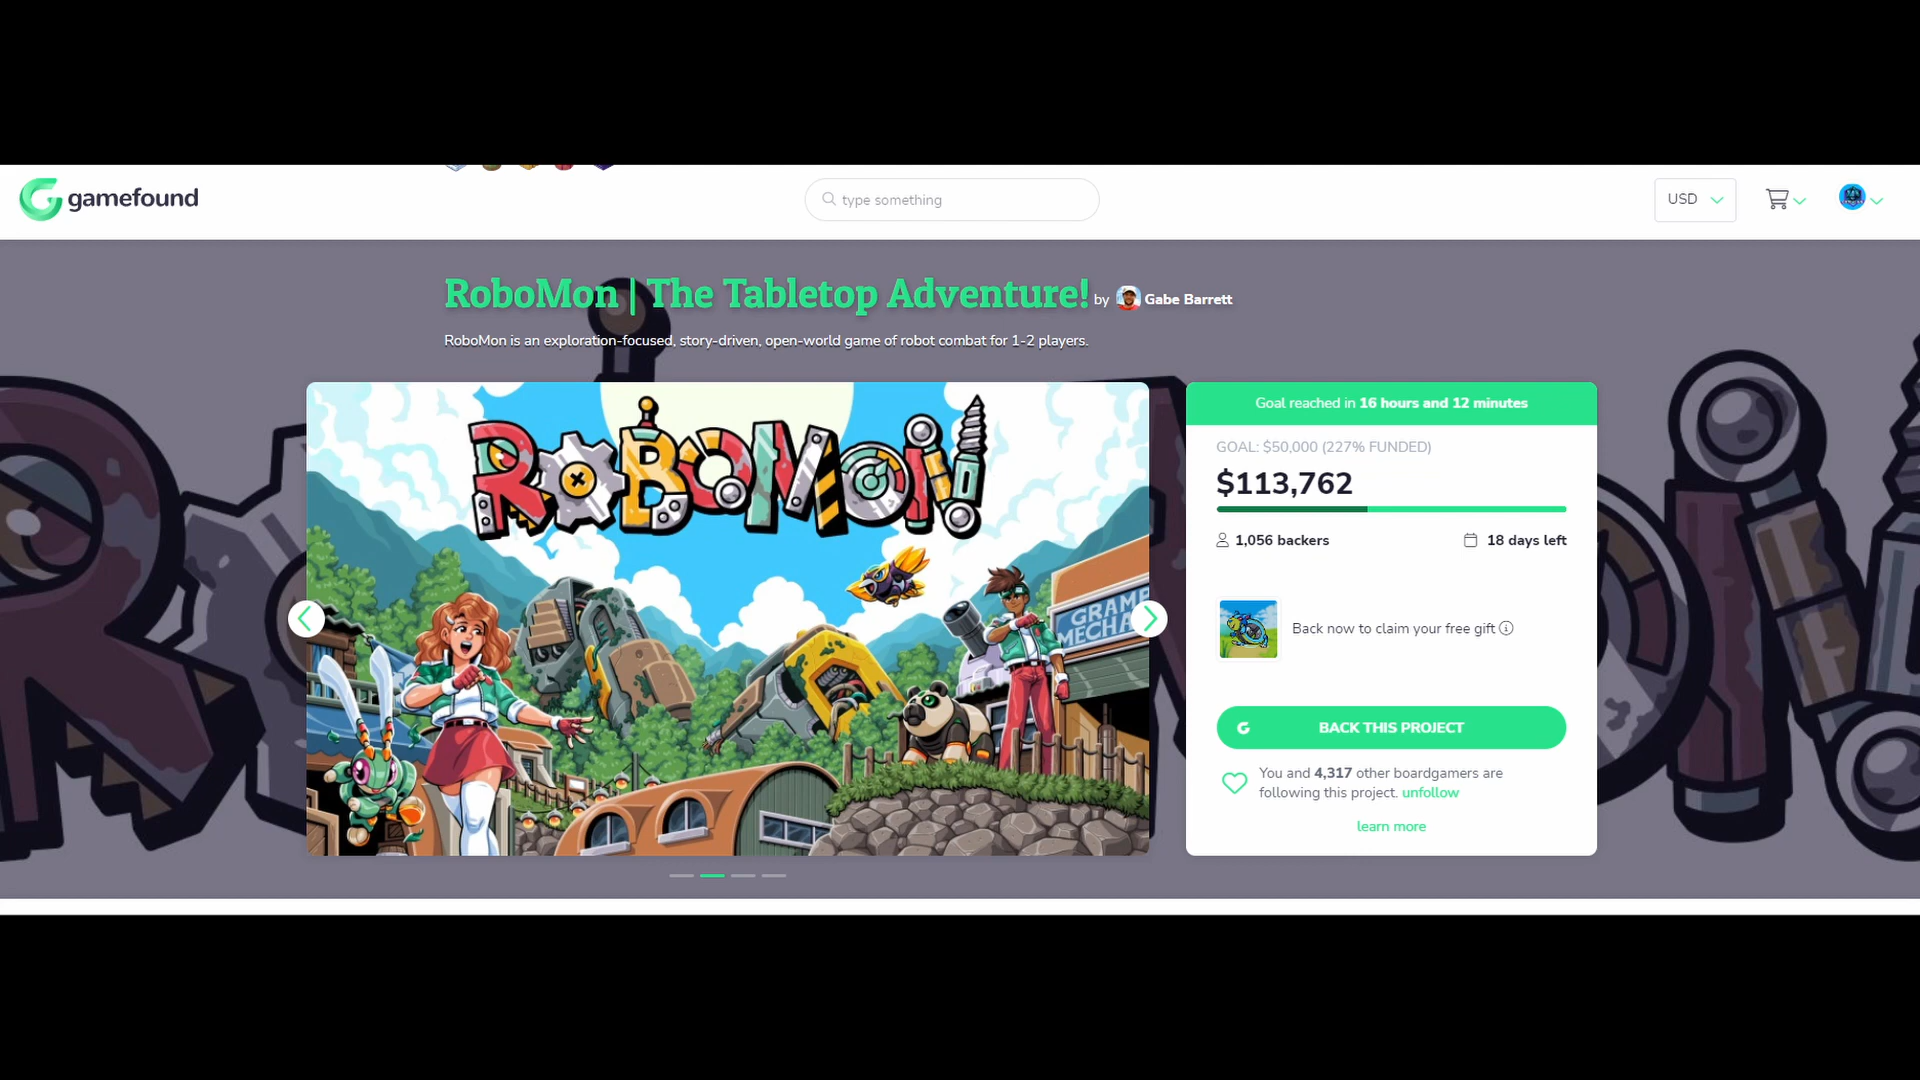 gamefound
type something
USD
RoboMon | The Tabletop Adventure! by Gabe Barrett
RoboMon is an exploration-focused, story-driven, open-world game of robot combat for 1-2 players.
ROBOMON!
Goal reached in 16 hours and 12 minutes
GOAL: $50,000 (227% FUNDED)
$113,762
1,056 backers
18 days left
Back now to claim your free gift
BACK THIS PROJECT
You and 4,317 other boardgamers are
following this project. unfollow
learn more